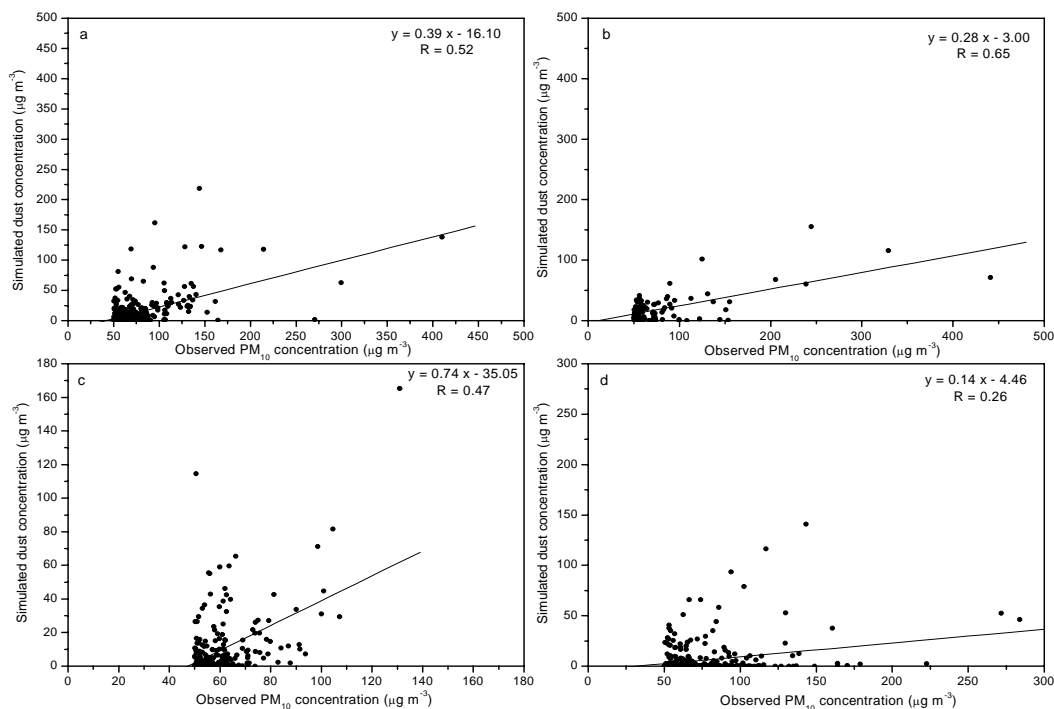 a
y = 0.39 x - 16.10
R = 0.52
Simulated dust concentration (μg m⁻³)
500
450
400
350
300
250
200
150
100
50
0
0 50 100 150 200 250 300 350 400 450 500
Observed PM₁₀ concentration (μg m⁻³)
b
y = 0.28 x - 3.00
R = 0.65
Simulated dust concentration (μg m⁻³)
500
450
400
350
300
250
200
150
100
50
0
0 100 200 300 400 500
Observed PM₁₀ concentration (μg m⁻³)
c
y = 0.74 x - 35.05
R = 0.47
Simulated dust concentration (μg m⁻³)
180
160
140
120
100
80
60
40
20
0
0 20 40 60 80 100 120 140 160 180
Observed PM₁₀ concentration (μg m⁻³)
d
y = 0.14 x - 4.46
R = 0.26
Simulated dust concentration (μg m⁻³)
300
250
200
150
100
50
0
0 50 100 150 200 250 300
Observed PM₁₀ concentration (μg m⁻³)